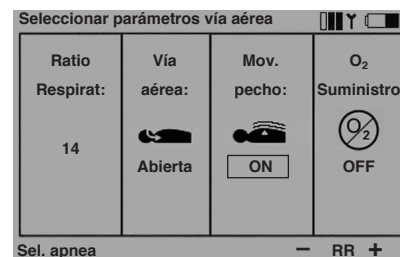 Seleccionar parámetros vía aérea
Ratio
Respirat:
14
Vía
aérea:
Abierta
Mov.
pecho:
ON
O₂
Suministro
O₂
OFF
Sel. apnea
− RR +